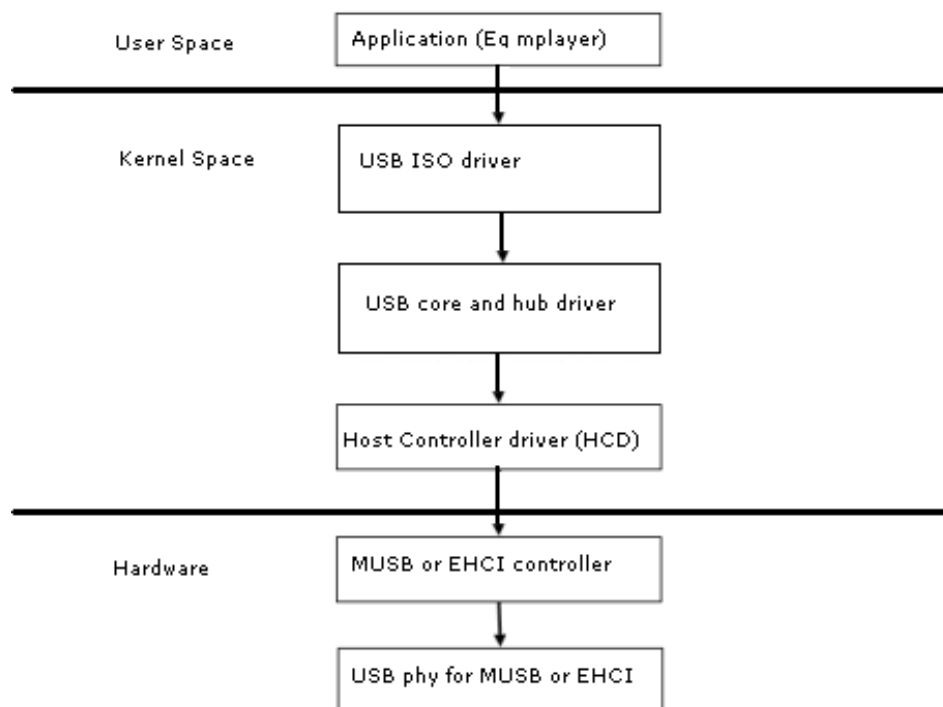 User Space
Application (Eq mplayer)
Kernel Space
USB ISO driver
USB core and hub driver
Host Controller driver (HCD)
Hardware
MUSB or EHCI controller
USB phy for MUSB or EHCI